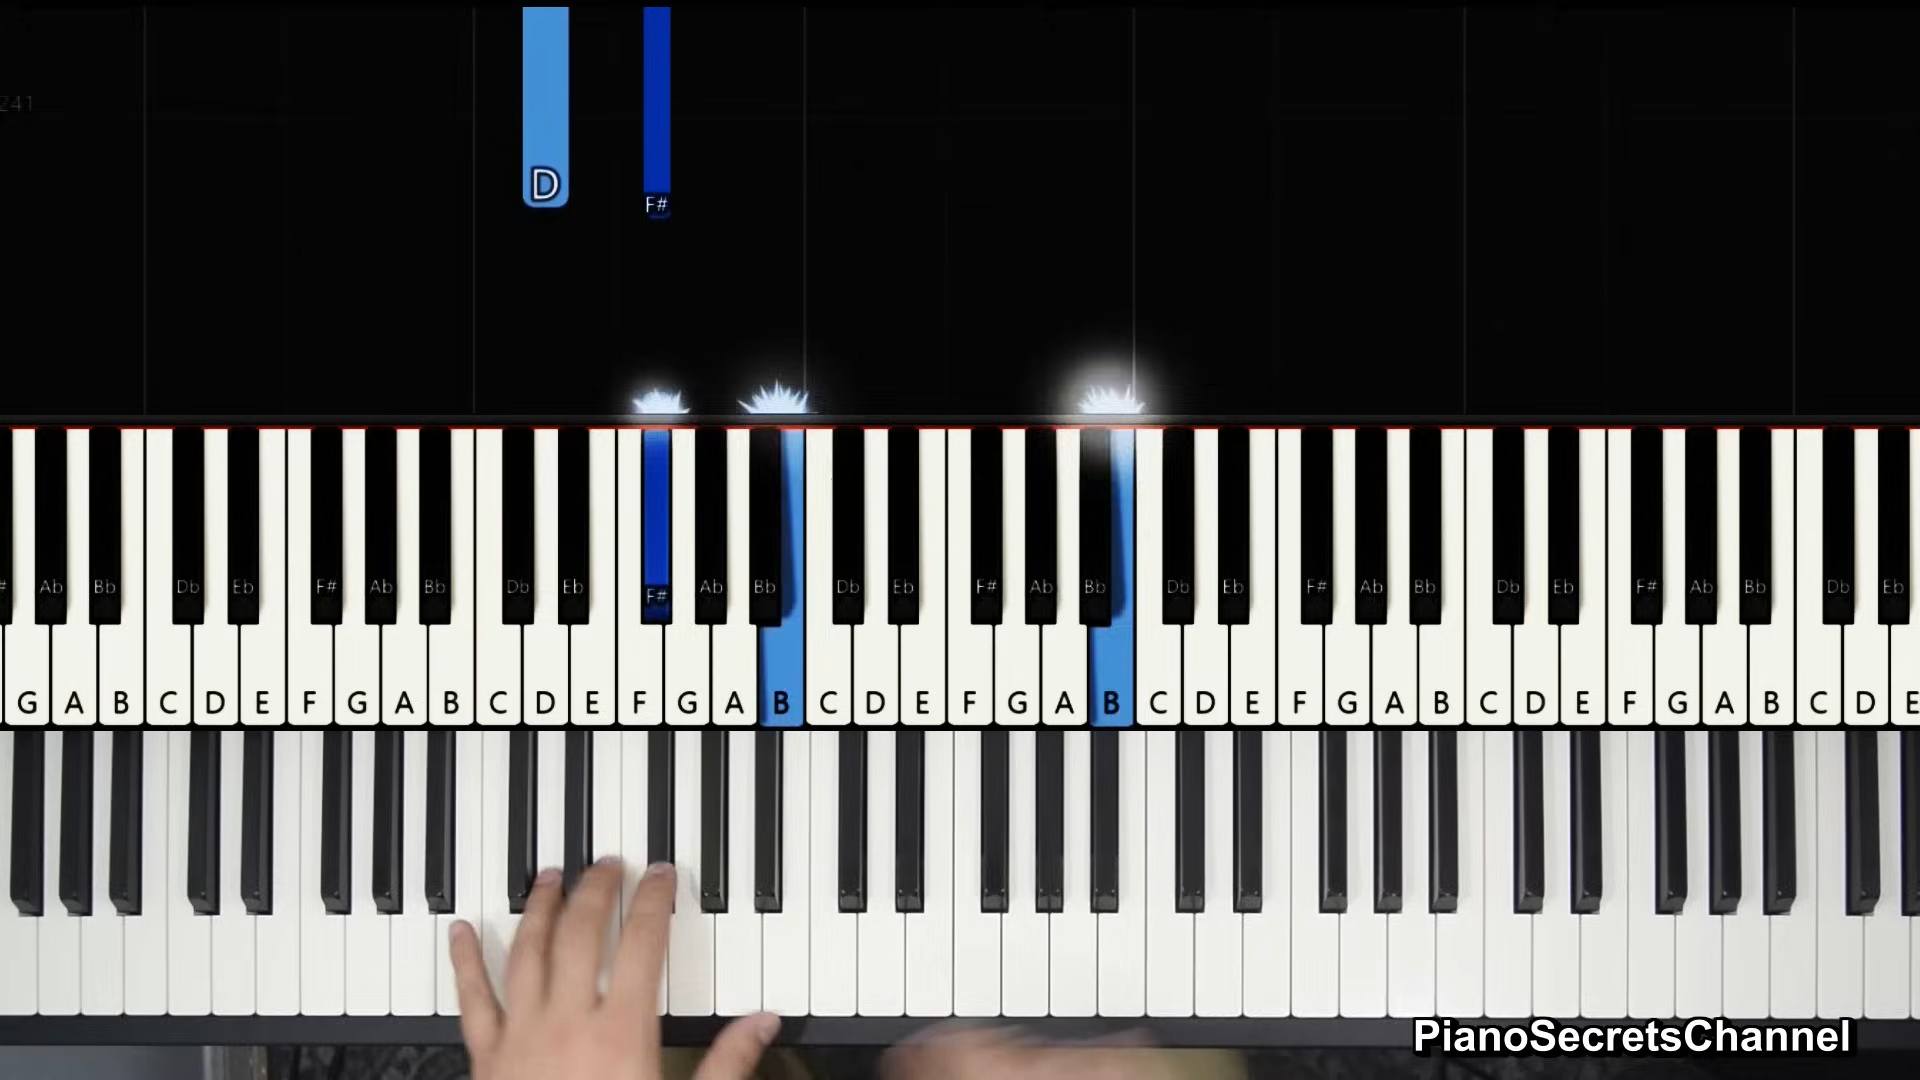 241
D
F#
# Ab Bb Db Eb F# Ab Bb Db Eb F# Ab Bb Db Eb F# Ab Bb Db Eb F# Ab Bb Db Eb F# Ab Bb Db Eb
G A B C D E F G A B C D E F G A B C D E F G A B C D E F G A B C D E F G A B C D E
PianoSecretsChannel